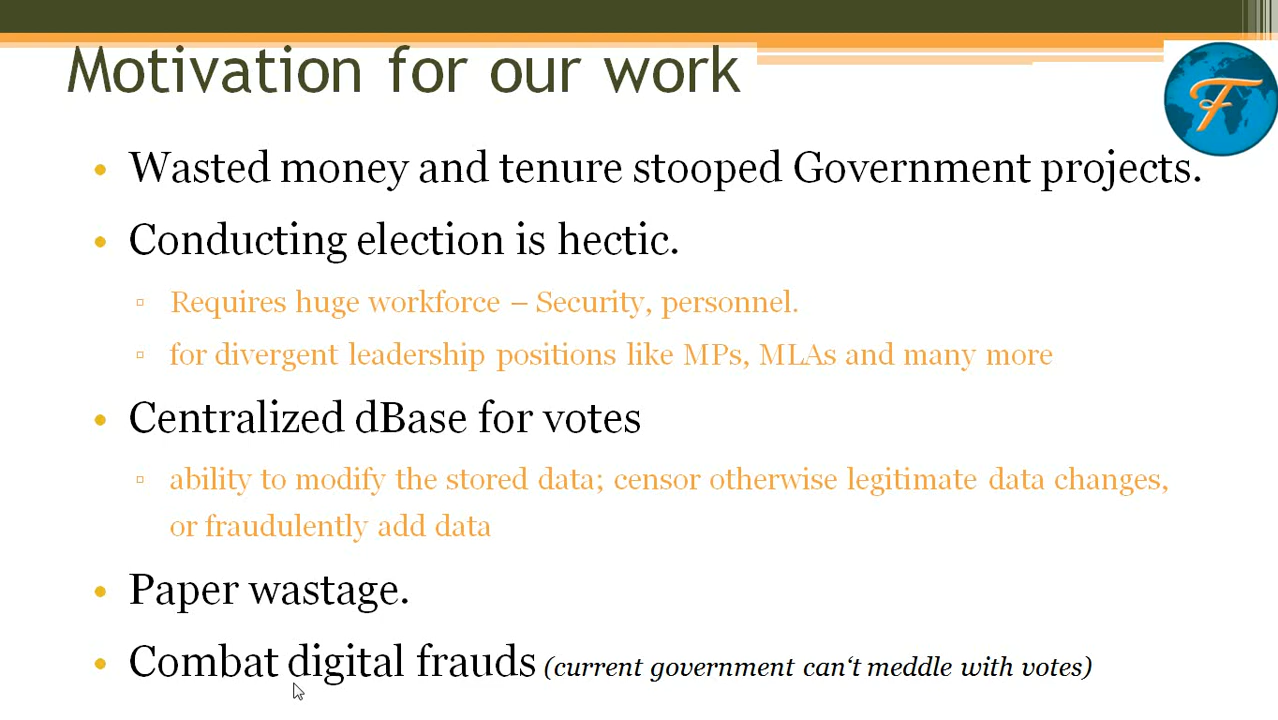 Motivation for our work
F
• Wasted money and tenure stooped Government projects.
• Conducting election is hectic.
▫ Requires huge workforce – Security, personnel.
▫ for divergent leadership positions like MPs, MLAs and many more
• Centralized dBase for votes
▫ ability to modify the stored data; censor otherwise legitimate data changes,
or fraudulently add data
• Paper wastage.
• Combat digital frauds (current government can‘t meddle with votes)